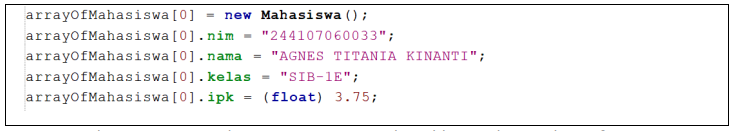 arrayOfMahasiswa[0] = new Mahasiswa();
arrayOfMahasiswa[0].nim = "244107060033";
arrayOfMahasiswa[0].nama = "AGNES TITANIA KINANTI";
arrayOfMahasiswa[0].kelas = "SIB-1E";
arrayOfMahasiswa[0].ipk = (float) 3.75;